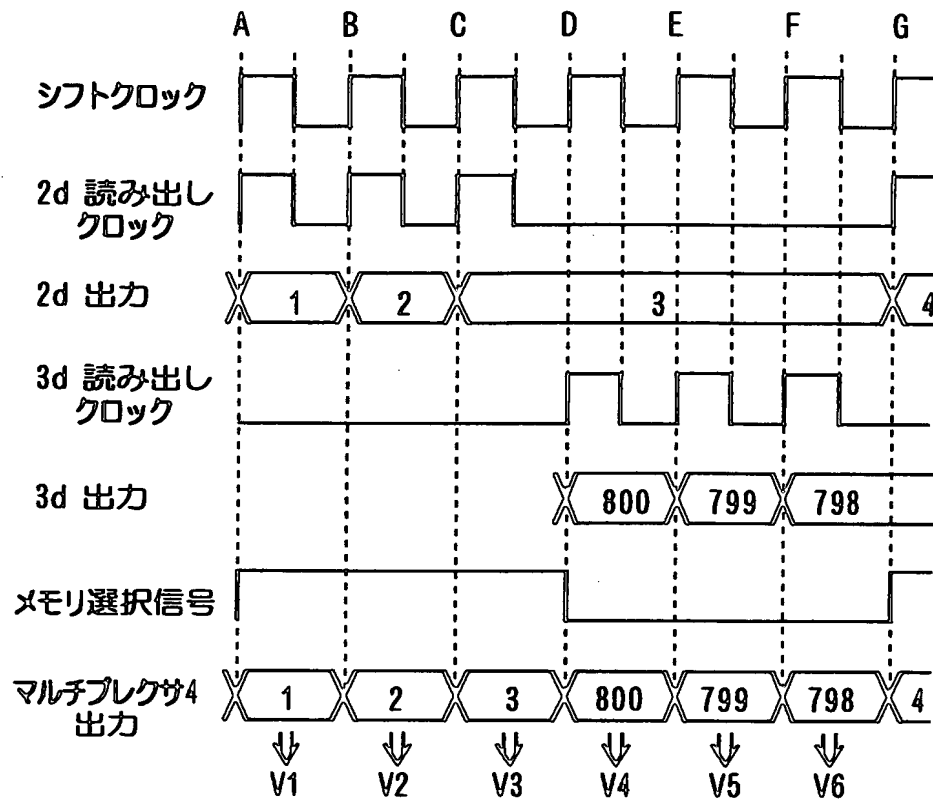 A B C D E F G
シフトクロック
2d 読み出し
クロック
2d 出力
1 2 3 4
3d 読み出し
クロック
3d 出力
800 799 798
メモリ選択信号
マルチプレクサ4
出力
1 2 3 800 799 798 4
V1 V2 V3 V4 V5 V6